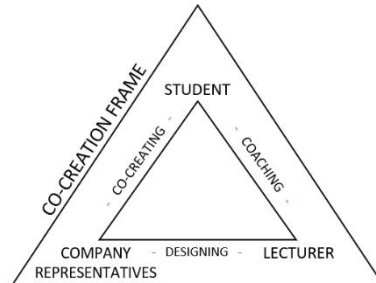 CO-CREATION FRAME
STUDENT
- CO-CREATING -
- COACHING -
COMPANY REPRESENTATIVES
- DESIGNING -
LECTURER